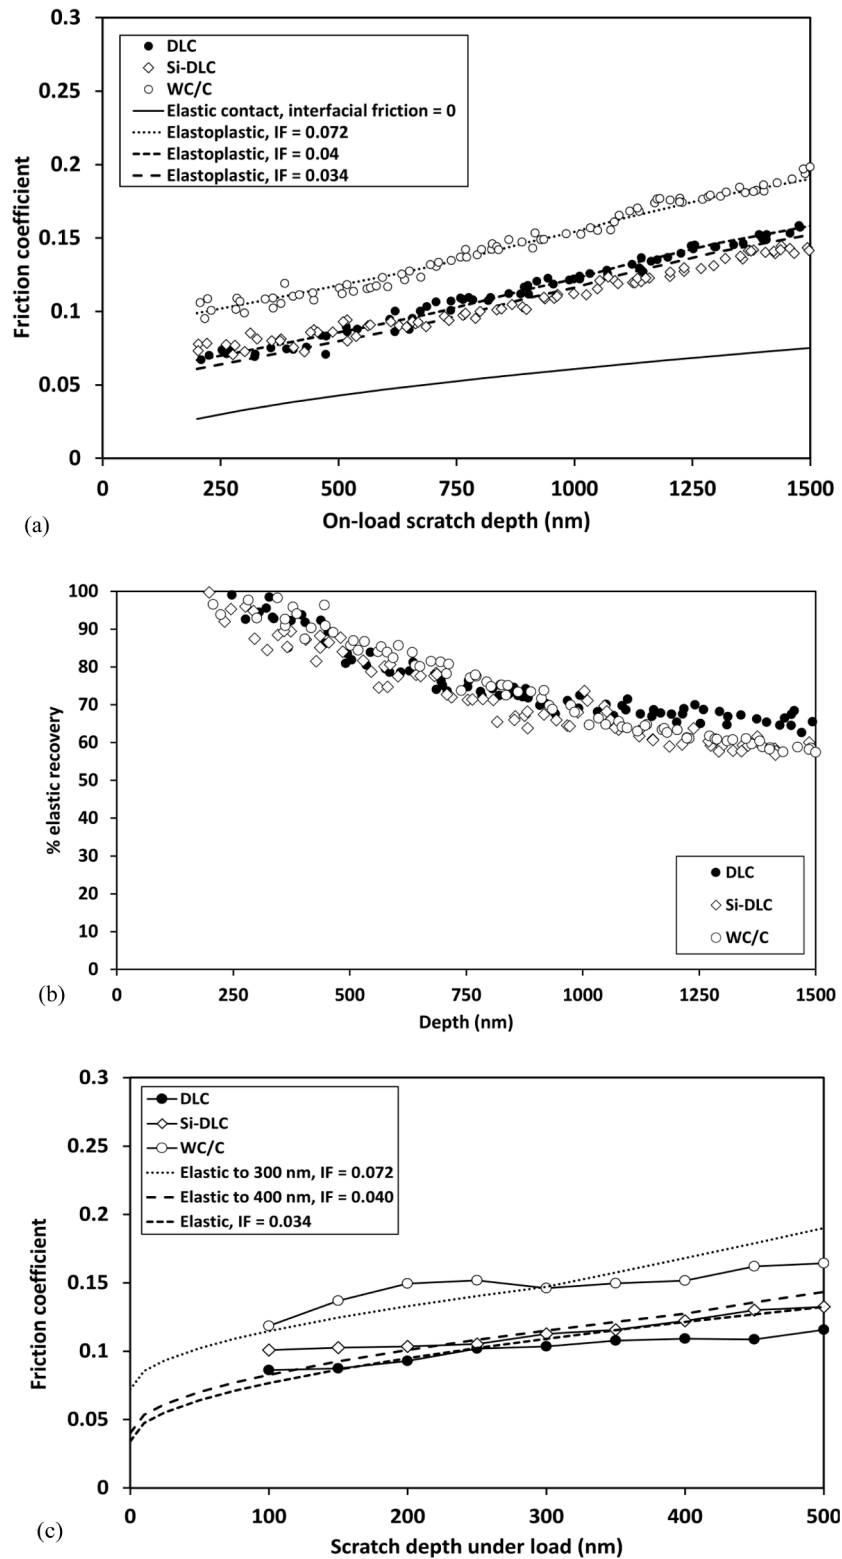 0.3
0.25
0.2
0.15
0.1
0.05
0
Friction coefficient
DLC
Si-DLC
WC/C
Elastic contact, interfacial friction = 0
Elastoplastic, IF = 0.072
Elastoplastic, IF = 0.04
Elastoplastic, IF = 0.034
0 250 500 750 1000 1250 1500
On-load scratch depth (nm)
(a)
100
90
80
70
60
50
40
30
20
10
0
% elastic recovery
DLC
Si-DLC
WC/C
0 250 500 750 1000 1250 1500
Depth (nm)
(b)
0.3
0.25
0.2
0.15
0.1
0.05
0
Friction coefficient
DLC
Si-DLC
WC/C
Elastic to 300 nm, IF = 0.072
Elastic to 400 nm, IF = 0.040
Elastic, IF = 0.034
0 100 200 300 400 500
Scratch depth under load (nm)
(c)